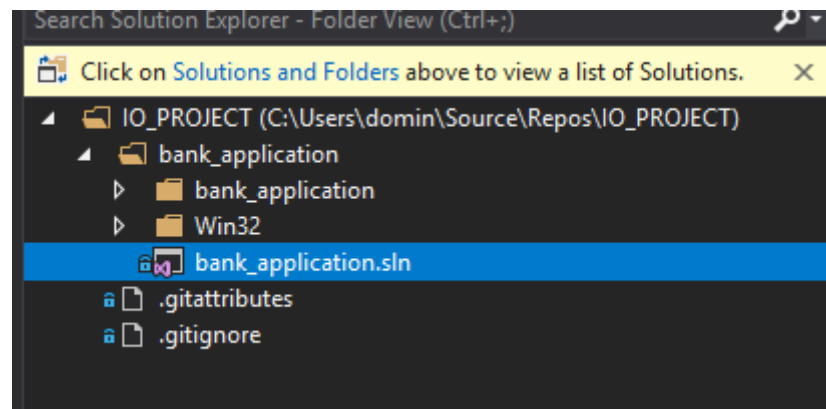 Search Solution Explorer - Folder View (Ctrl+;)
Click on Solutions and Folders above to view a list of Solutions.
IO_PROJECT (C:\Users\domin\Source\Repos\IO_PROJECT)
bank_application
bank_application
Win32
bank_application.sln
.gitattributes
.gitignore